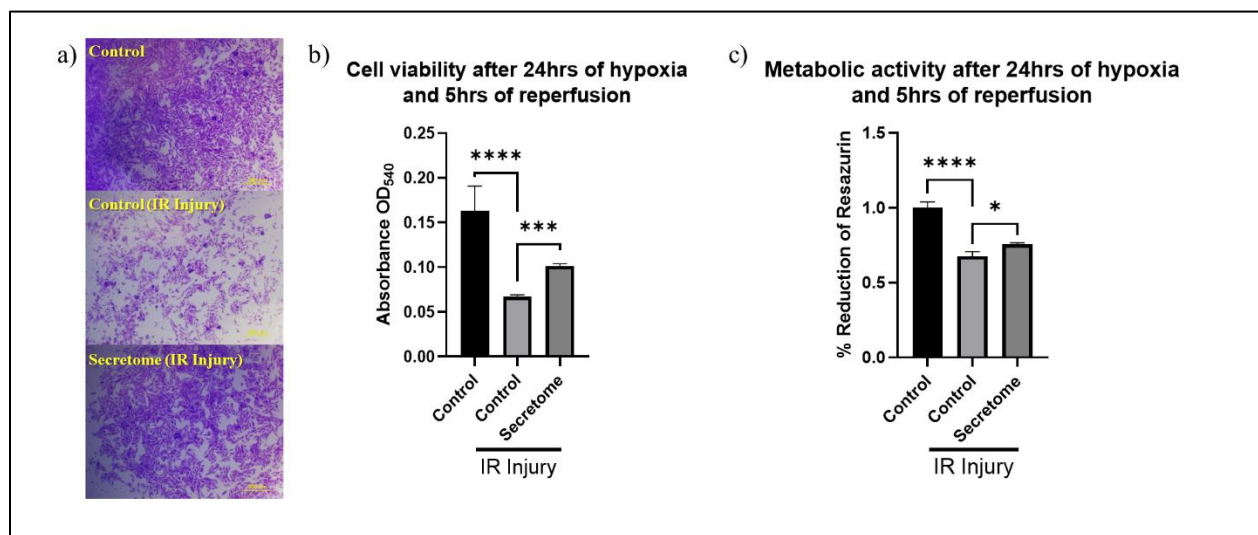 a)
Control
Control (IR Injury)
Secretome (IR Injury)
b)
Cell viability after 24hrs of hypoxia
and 5hrs of reperfusion
Absorbance OD540
0.25
0.20
0.15
0.10
0.05
0.00
****
***
Control
Control
Secretome
IR Injury
c)
Metabolic activity after 24hrs of hypoxia
and 5hrs of reperfusion
% Reduction of Resazurin
1.5
1.0
0.5
0.0
****
*
Control
Control
Secretome
IR Injury